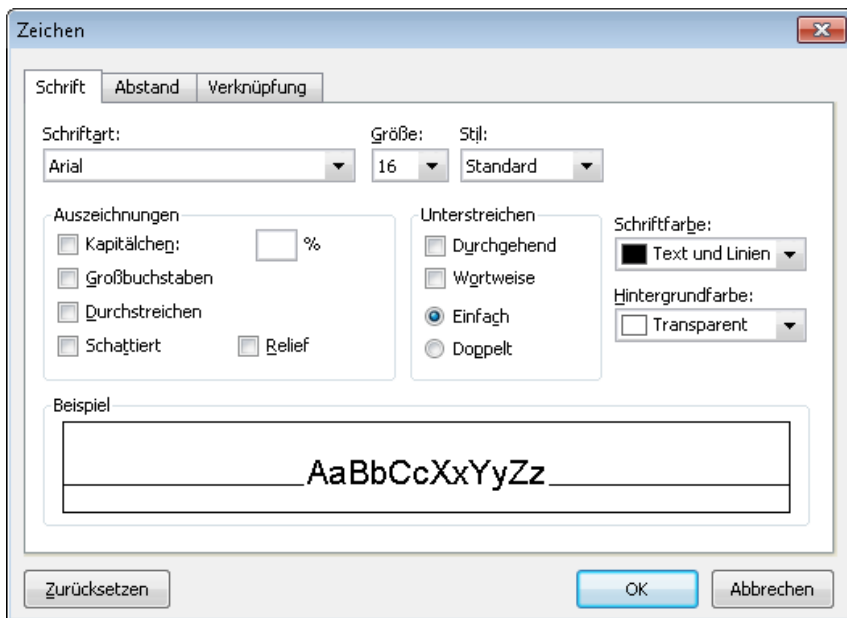 Zeichen
Schrift Abstand Verknüpfung
Schriftart: Größe: Stil:
Arial 16 Standard
Auszeichnungen Unterstreichen
Kapitälchen: % Durchgehend Schriftfarbe:
Großbuchstaben Wortweise Text und Linien
Durchstreichen Einfach Hintergrundfarbe:
Schattiert Relief Doppelt Transparent
Beispiel
AaBbCcXxYyZz
Zurücksetzen OK Abbrechen